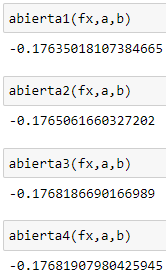 abierta1(fx,a,b)
-0.17635018107384665
abierta2(fx,a,b)
-0.1765061660327202
abierta3(fx,a,b)
-0.1768186690166989
abierta4(fx,a,b)
-0.17681907980425945